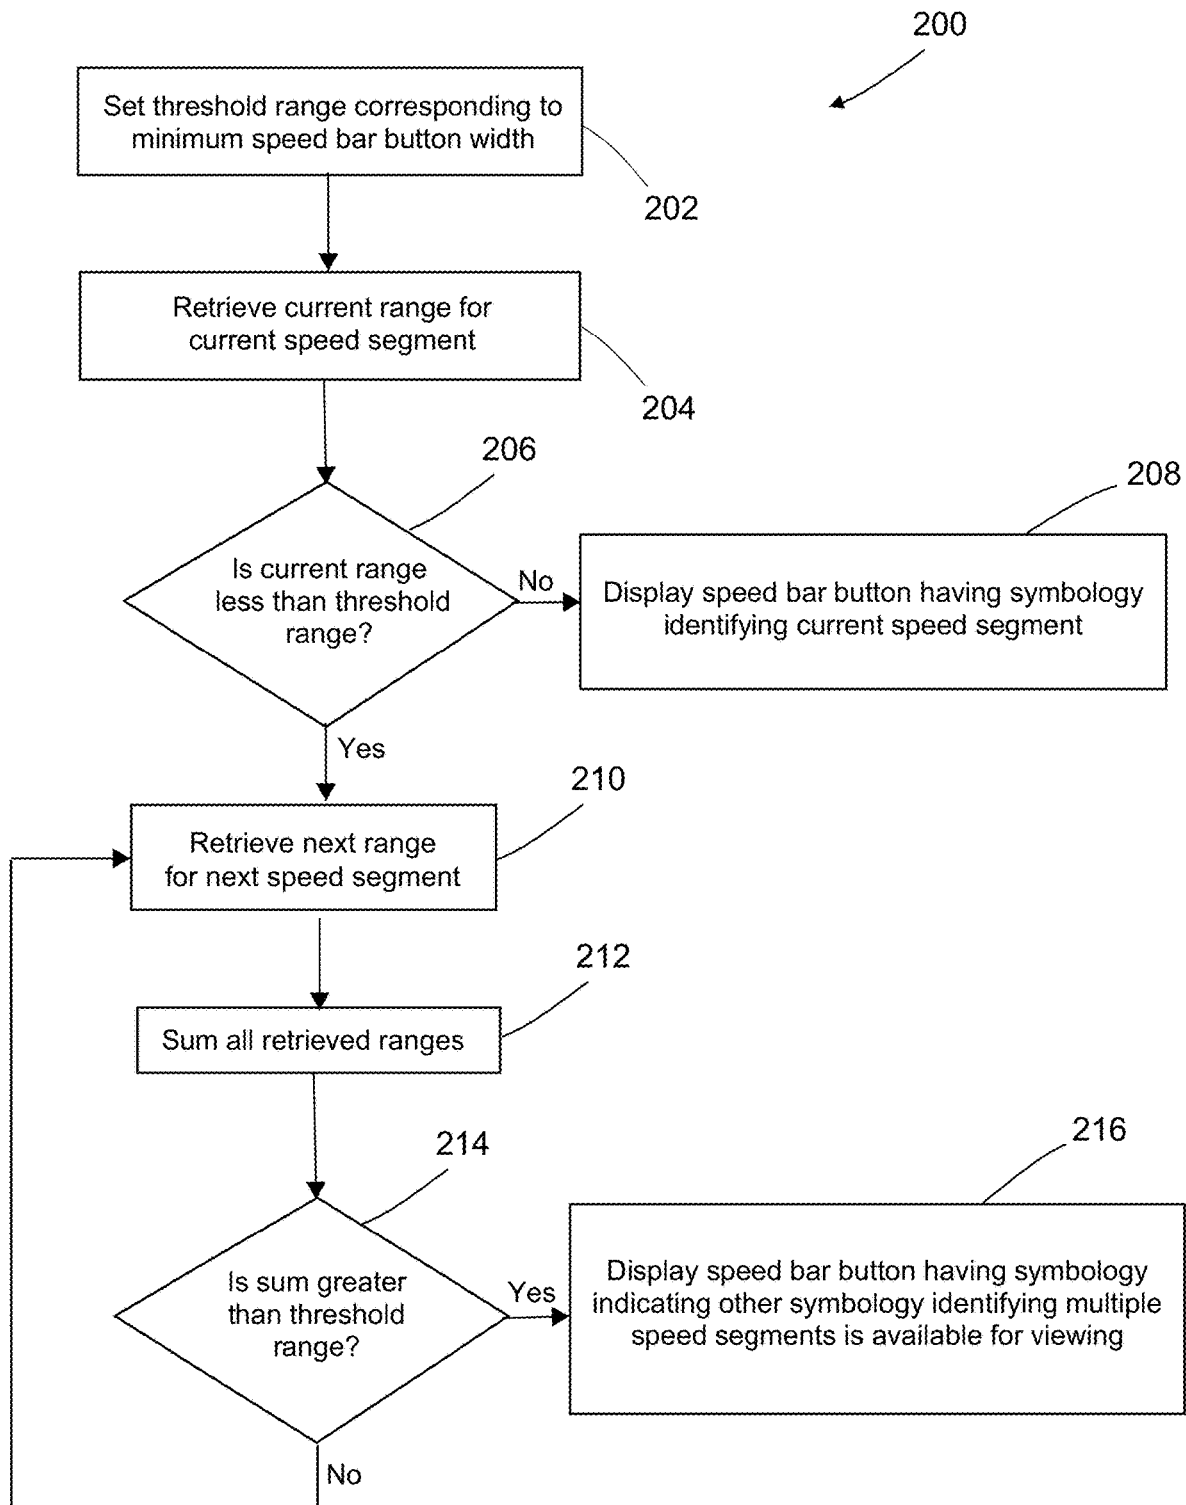 200
Set threshold range corresponding to
minimum speed bar button width
202
Retrieve current range for
current speed segment
204
206
208
Is current range
less than threshold
range?
No
Display speed bar button having symbology
identifying current speed segment
Yes
210
Retrieve next range
for next speed segment
212
Sum all retrieved ranges
214
216
Is sum greater
than threshold
range?
Yes
Display speed bar button having symbology
indicating other symbology identifying multiple
speed segments is available for viewing
No